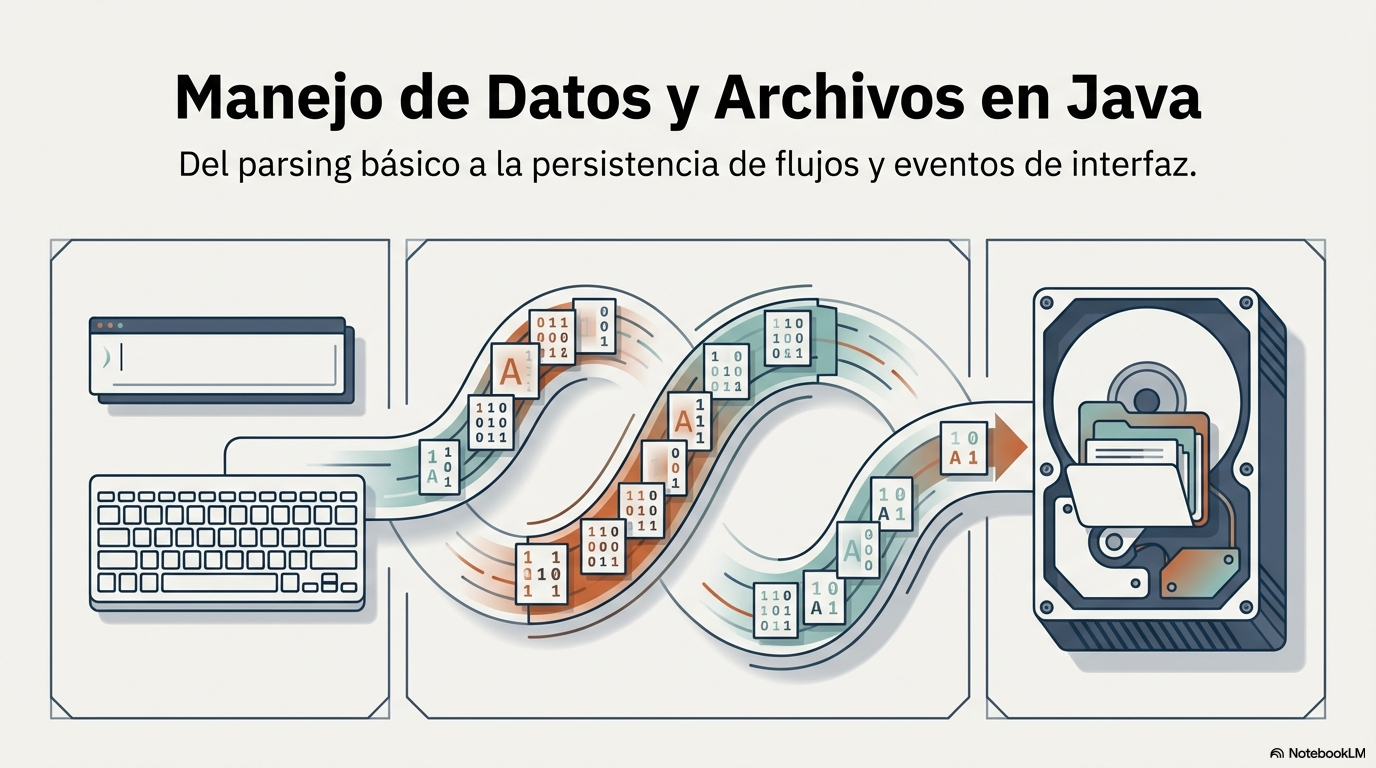 Manejo de Datos y Archivos en Java
Del parsing básico a la persistencia de flujos y eventos de interfaz.
NotebookLM